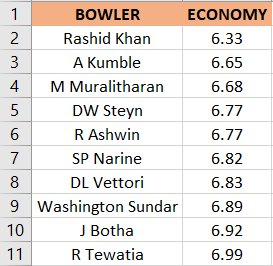 1 BOWLER ECONOMY
2 Rashid Khan 6.33
3 A Kumble 6.65
4 M Muralitharan 6.68
5 DW Steyn 6.77
6 R Ashwin 6.77
7 SP Narine 6.82
8 DL Vettori 6.83
9 Washington Sundar 6.89
10 J Botha 6.92
11 R Tewatia 6.99